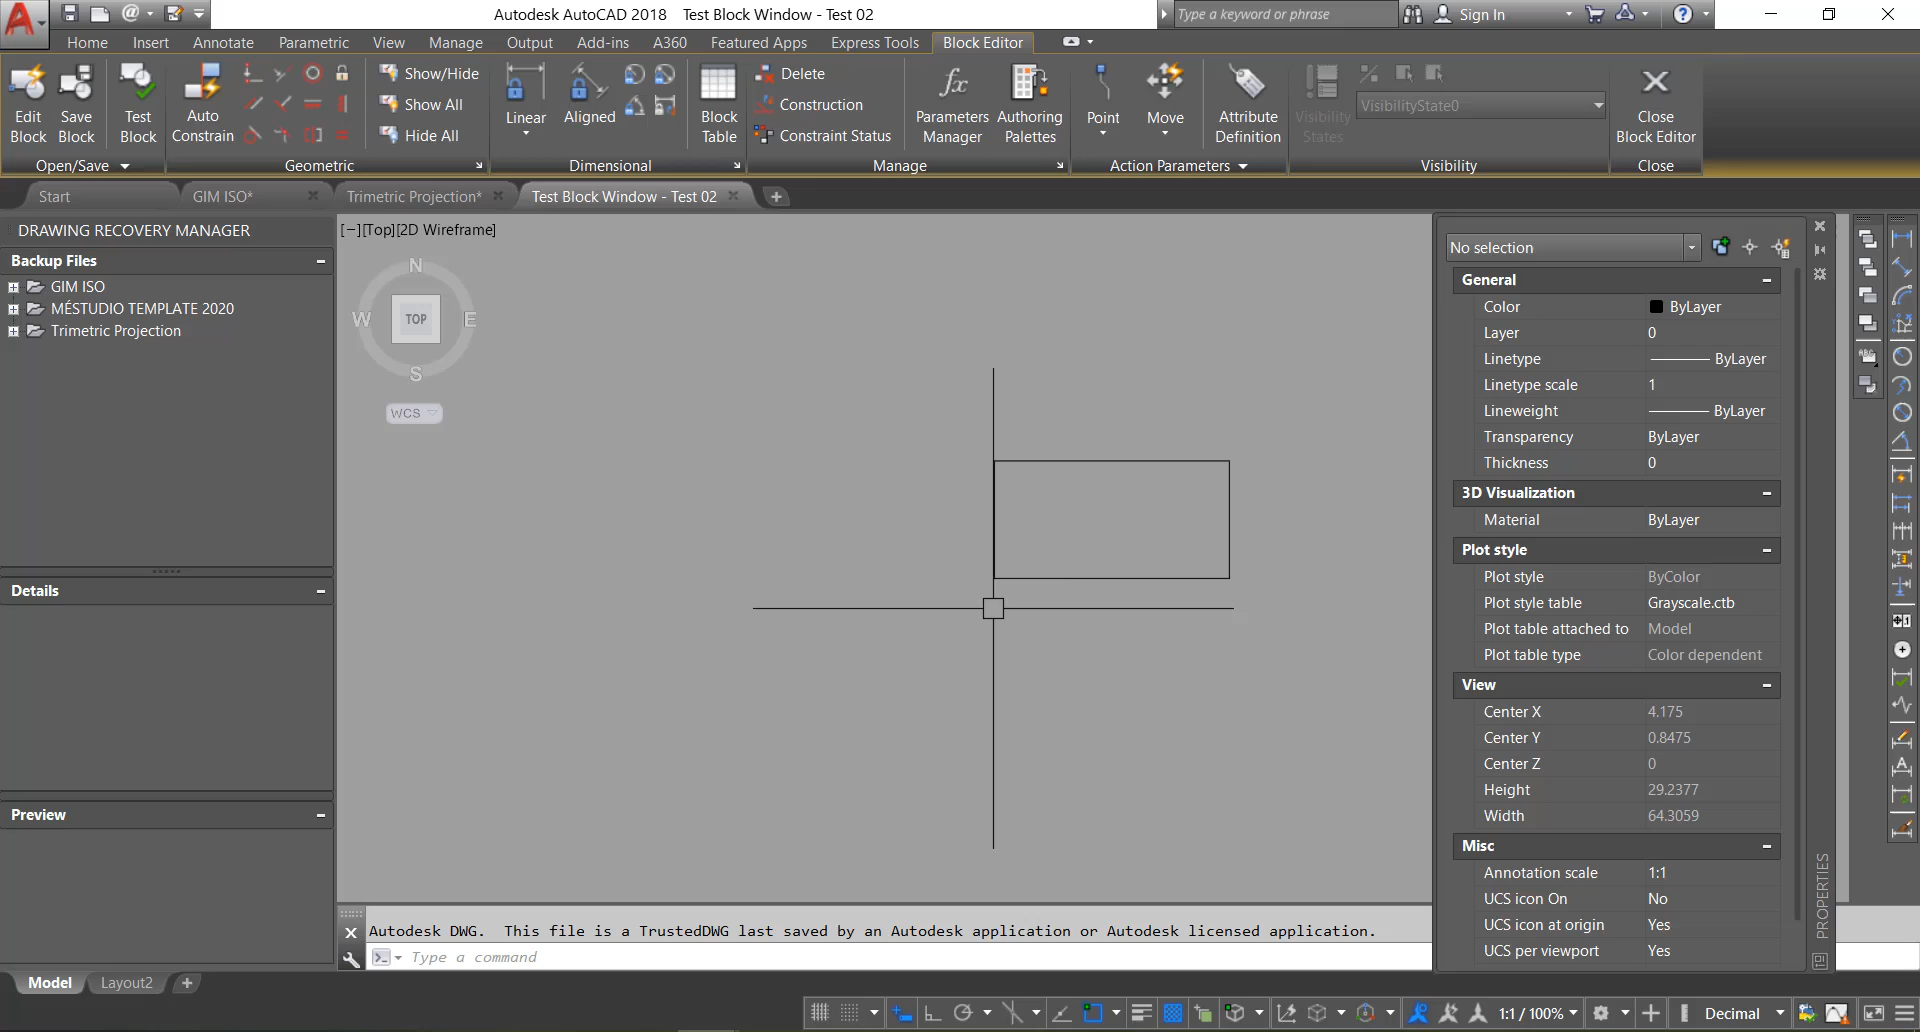 Autodesk AutoCAD 2018 Test Block Window - Test 02
Type a keyword or phrase
Sign In
Home Insert Annotate Parametric View Manage Output Add-ins A360 Featured Apps Express Tools Block Editor
Edit Block
Save Block
Test Block
Open/Save
Auto Constrain
Show/Hide
Show All
Hide All
Geometric
Linear
Aligned
Dimensional
Block Table
Delete
Construction
Constraint Status
Manage
Parameters Manager
Authoring Palettes
Point
Move
Action Parameters
Attribute Definition
Visibility States
VisibilityState0
Visibility
Close Block Editor
Close
Start
GIM ISO*
Trimetric Projection*
Test Block Window - Test 02
DRAWING RECOVERY MANAGER
Backup Files
GIM ISO
MÉSTUDIO TEMPLATE 2020
Trimetric Projection
Details
Preview
[−][Top][2D Wireframe]
N
W TOP E
S
WCS
No selection
General
Color ByLayer
Layer 0
Linetype ByLayer
Linetype scale 1
Lineweight ByLayer
Transparency ByLayer
Thickness 0
3D Visualization
Material ByLayer
Plot style
Plot style ByColor
Plot style table Grayscale.ctb
Plot table attached to Model
Plot table type Color dependent
View
Center X 4.175
Center Y 0.8475
Center Z 0
Height 29.2377
Width 64.3059
Misc
Annotation scale 1:1
UCS icon On No
UCS icon at origin Yes
UCS per viewport Yes
PROPERTIES
Autodesk DWG. This file is a TrustedDWG last saved by an Autodesk application or Autodesk licensed application.
Type a command
Model Layout2
1:1 / 100% Decimal